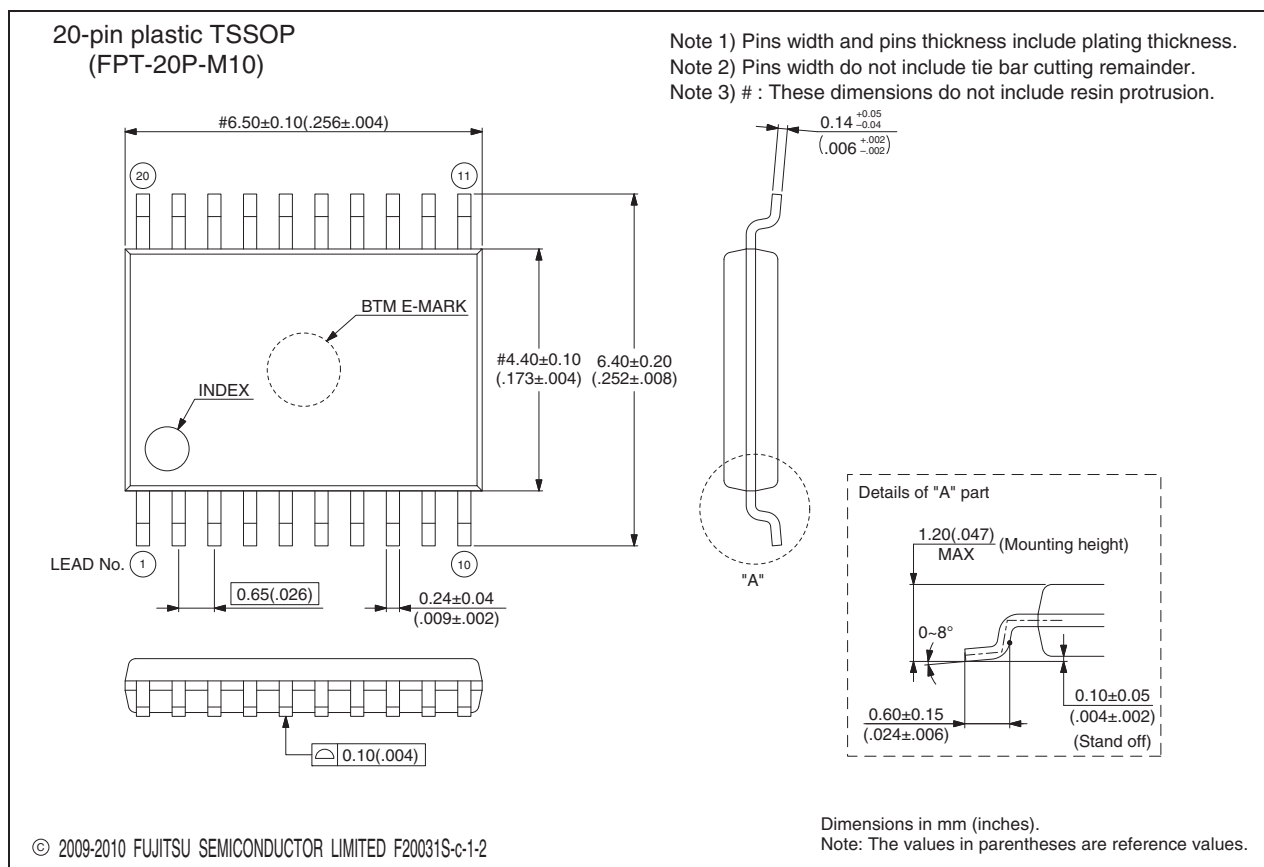 20-pin plastic TSSOP
(FPT-20P-M10)
Note 1) Pins width and pins thickness include plating thickness.
Note 2) Pins width do not include tie bar cutting remainder.
Note 3) # : These dimensions do not include resin protrusion.
#6.50±0.10(.256±.004)
0.14 +0.05 −0.04
(.006 +.002 −.002)
20
11
BTM E-MARK
INDEX
#4.40±0.10
(.173±.004)
6.40±0.20
(.252±.008)
LEAD No.
1
10
0.65(.026)
0.24±0.04
(.009±.002)
"A"
Details of "A" part
1.20(.047)
MAX
(Mounting height)
0~8°
0.60±0.15
(.024±.006)
0.10±0.05
(.004±.002)
(Stand off)
⌓ 0.10(.004)
© 2009-2010 FUJITSU SEMICONDUCTOR LIMITED F20031S-c-1-2
Dimensions in mm (inches).
Note: The values in parentheses are reference values.